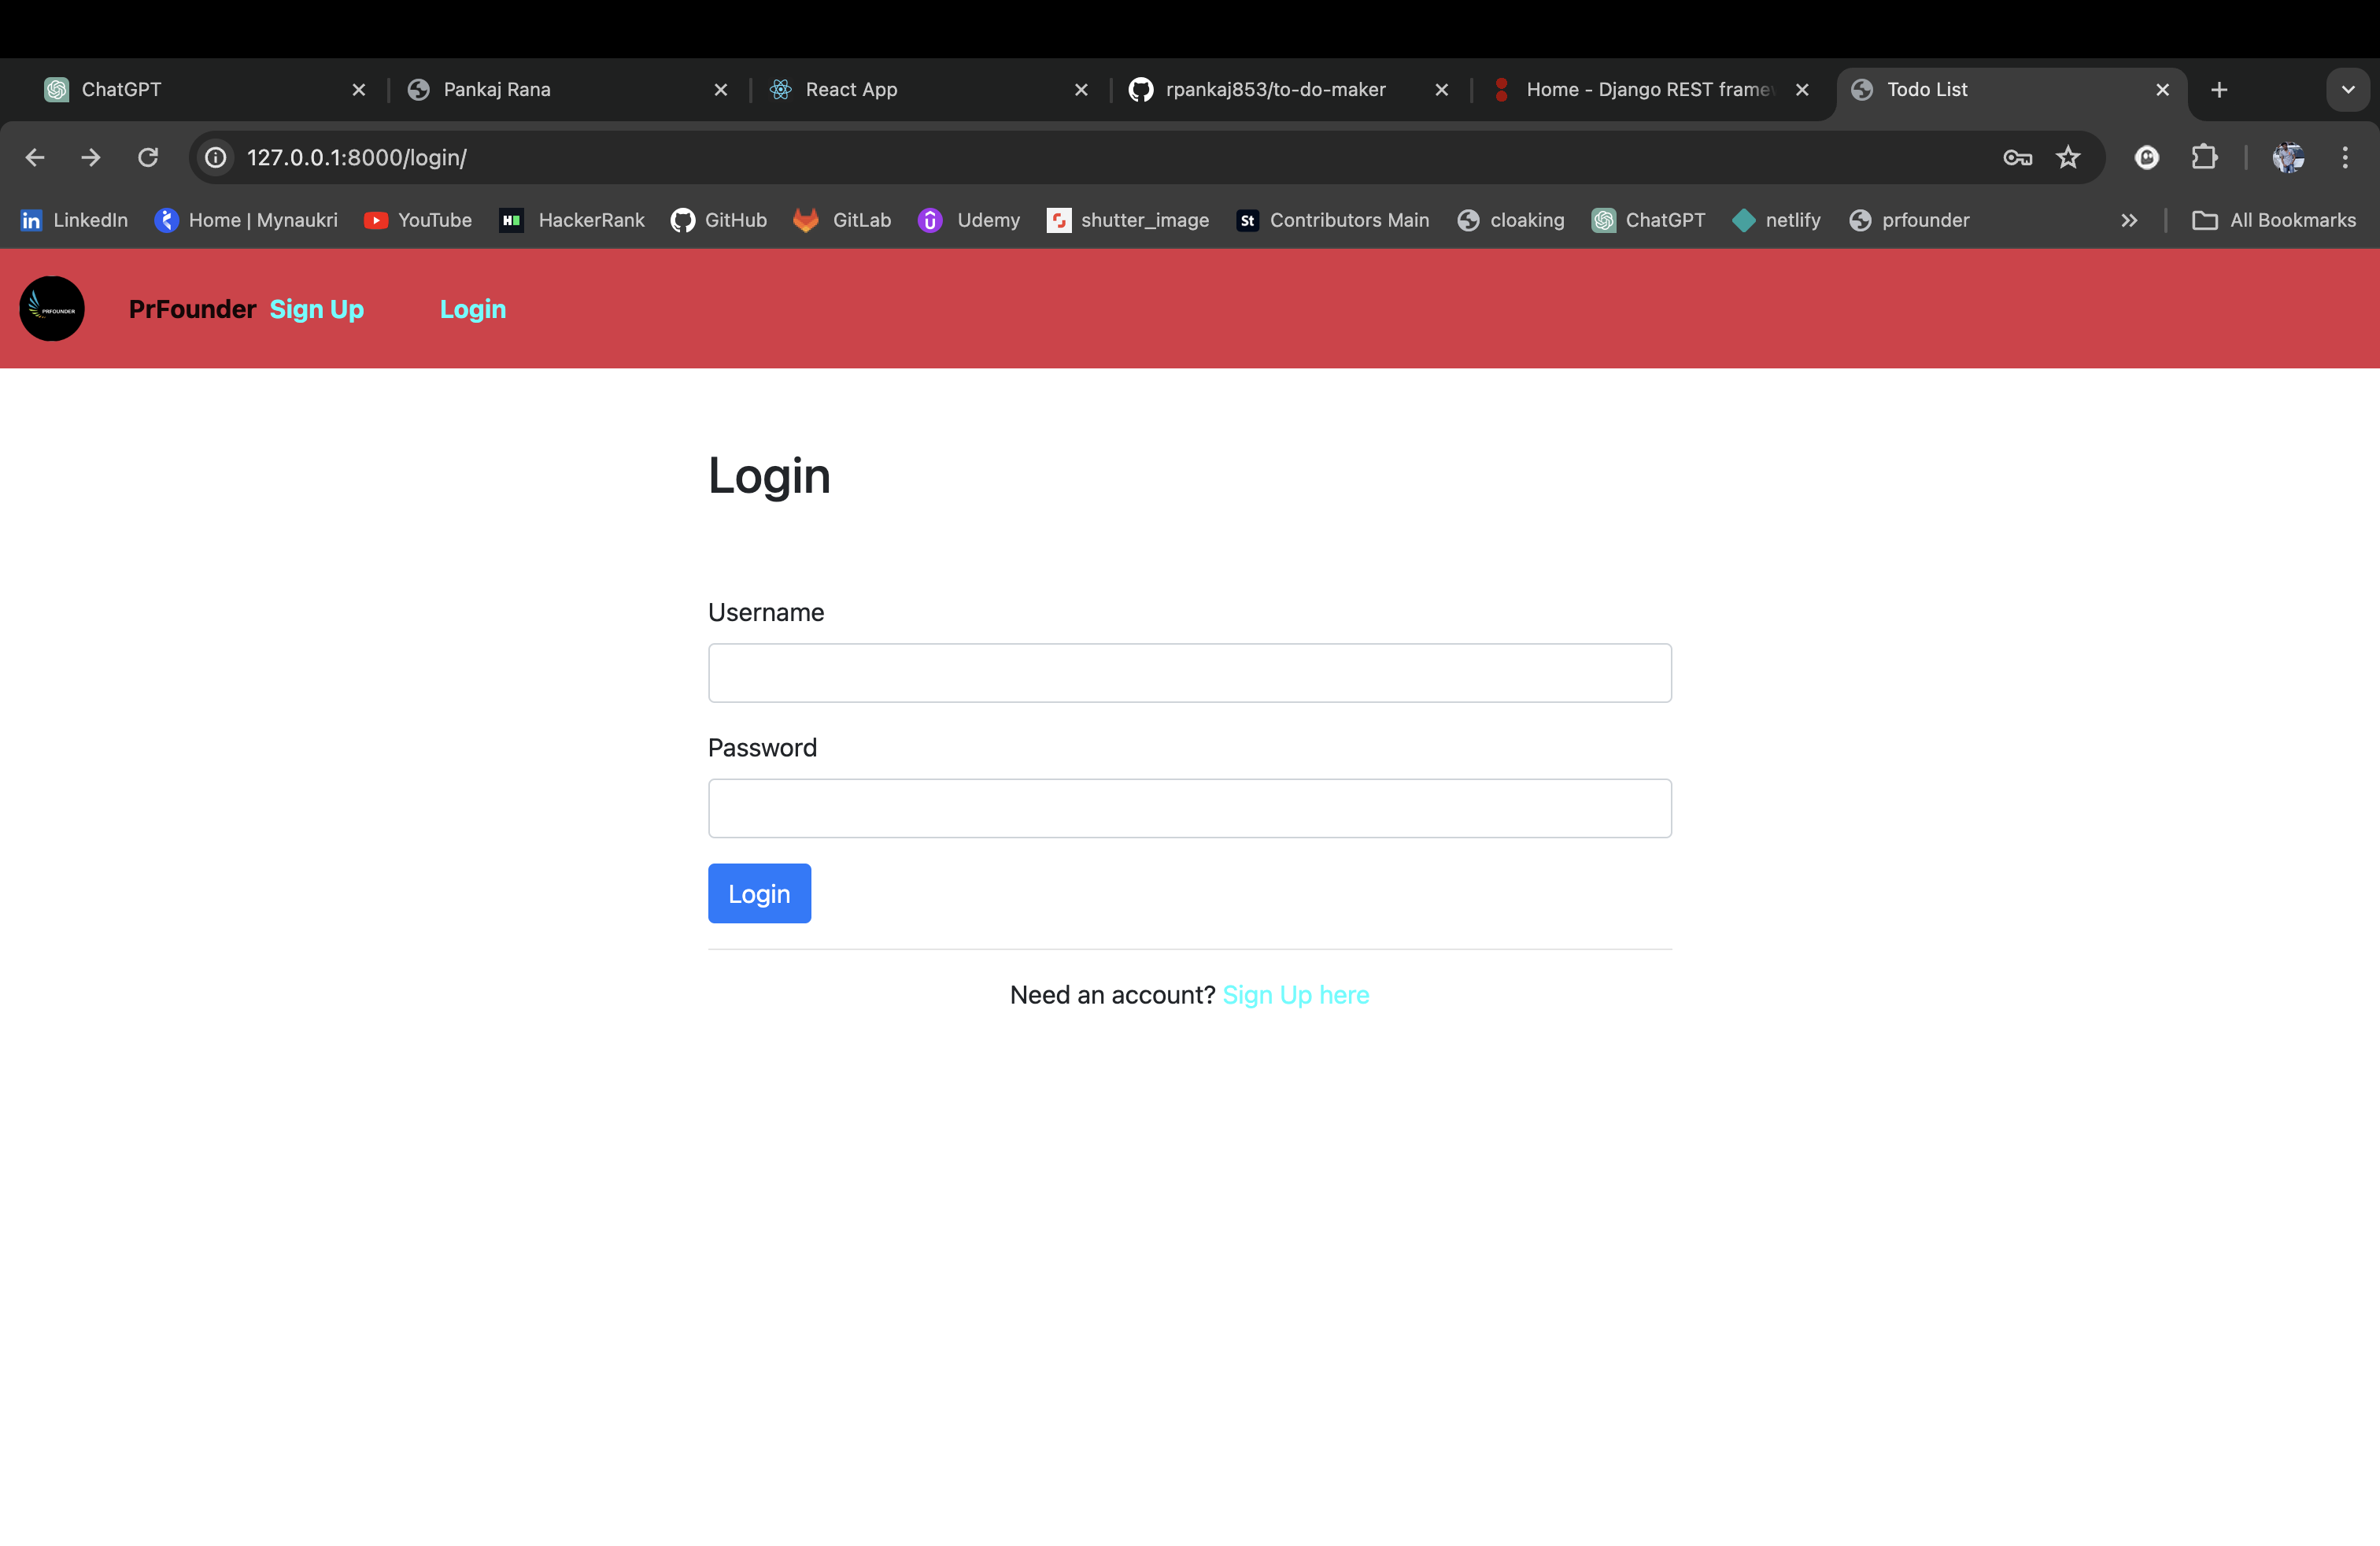 ChatGPT Pankaj Rana React App rpankaj853/to-do-maker Home - Django REST frame Todo List
127.0.0.1:8000/login/
LinkedIn Home | Mynaukri YouTube HackerRank GitHub GitLab Udemy shutter_image Contributors Main cloaking ChatGPT netlify prfounder All Bookmarks
PRFOUNDER PrFounder Sign Up Login
Login
Username
Password
Login
Need an account? Sign Up here